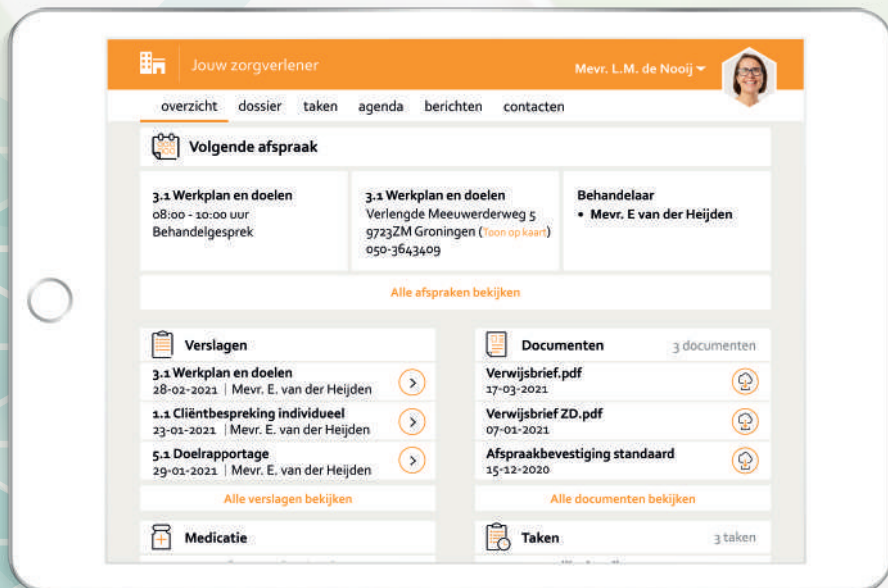 Jouw zorgverlener
Mevr. L.M. de Nooij
overzicht dossier taken agenda berichten contacten
Volgende afspraak
3.1 Werkplan en doelen
08:00 - 10:00 uur
Behandelgesprek
3.1 Werkplan en doelen
Verlengde Meeuwerderweg 5
9723ZM Groningen (Toon op kaart)
050-3643409
Behandelaar
• Mevr. E van der Heijden
Alle afspraken bekijken
Verslagen
3.1 Werkplan en doelen
28-02-2021 | Mevr. E. van der Heijden
1.1 Cliëntbespreking individueel
23-01-2021 | Mevr. E. van der Heijden
5.1 Doelrapportage
29-01-2021 | Mevr. E. van der Heijden
Alle verslagen bekijken
Documenten 3 documenten
Verwijsbrief.pdf
17-03-2021
Verwijsbrief ZD.pdf
07-01-2021
Afspraakbevestiging standaard
15-12-2020
Alle documenten bekijken
Medicatie
Taken 3 taken